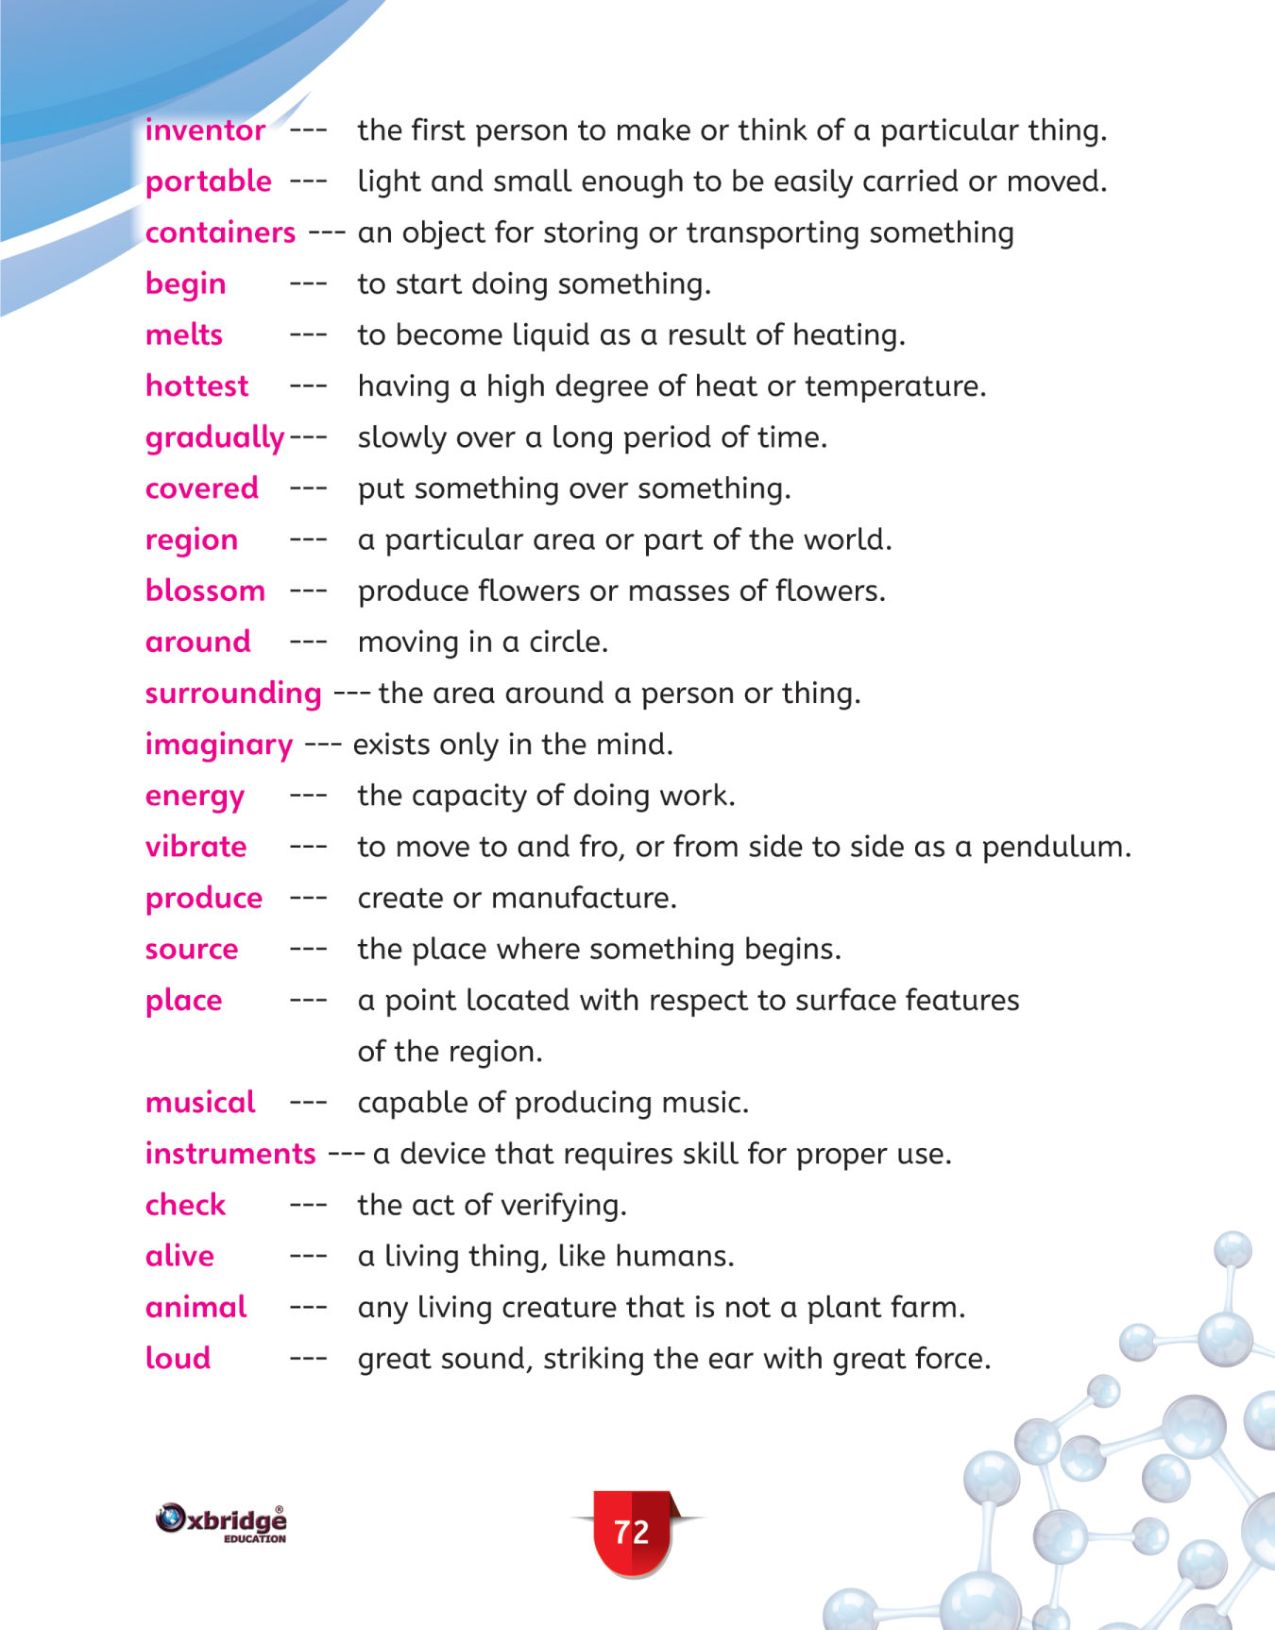 inventor --- the first person to make or think of a particular thing.
portable --- light and small enough to be easily carried or moved.
containers --- an object for storing or transporting something
begin --- to start doing something.
melts --- to become liquid as a result of heating.
hottest --- having a high degree of heat or temperature.
gradually --- slowly over a long period of time.
covered --- put something over something.
region --- a particular area or part of the world.
blossom --- produce flowers or masses of flowers.
around --- moving in a circle.
surrounding --- the area around a person or thing.
imaginary --- exists only in the mind.
energy --- the capacity of doing work.
vibrate --- to move to and fro, or from side to side as a pendulum.
produce --- create or manufacture.
source --- the place where something begins.
place --- a point located with respect to surface features
of the region.
musical --- capable of producing music.
instruments --- a device that requires skill for proper use.
check --- the act of verifying.
alive --- a living thing, like humans.
animal --- any living creature that is not a plant farm.
loud --- great sound, striking the ear with great force.
Oxbridge®
EDUCATION
72